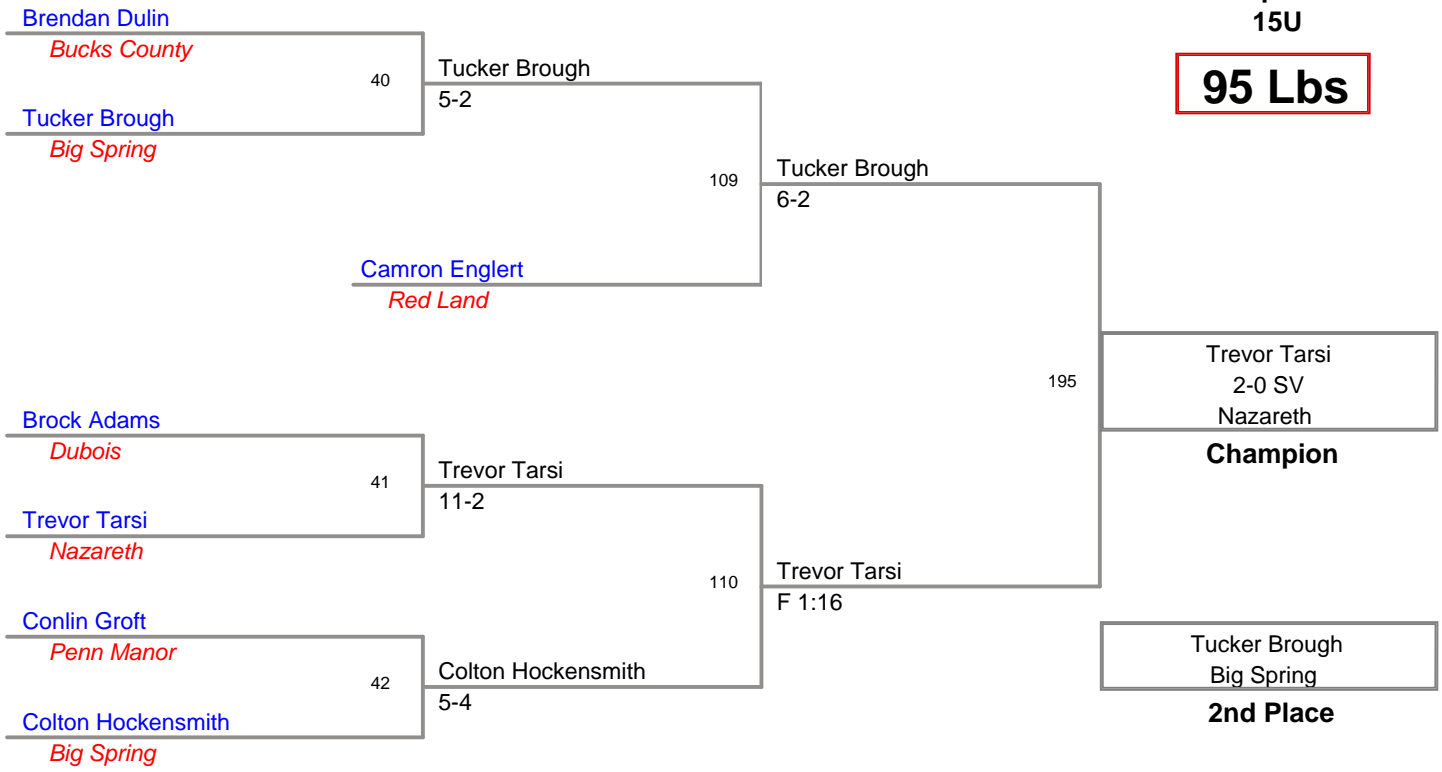 15U
95 Lbs
Brendan Dulin
Bucks County
40
Tucker Brough
5-2
Tucker Brough
Big Spring
109
Tucker Brough
6-2
Camron Englert
Red Land
195
Trevor Tarsi
2-0 SV
Nazareth
Champion
Brock Adams
Dubois
41
Trevor Tarsi
11-2
Trevor Tarsi
Nazareth
110
Trevor Tarsi
F 1:16
Conlin Groft
Penn Manor
42
Colton Hockensmith
5-4
Colton Hockensmith
Big Spring
Tucker Brough
Big Spring
2nd Place